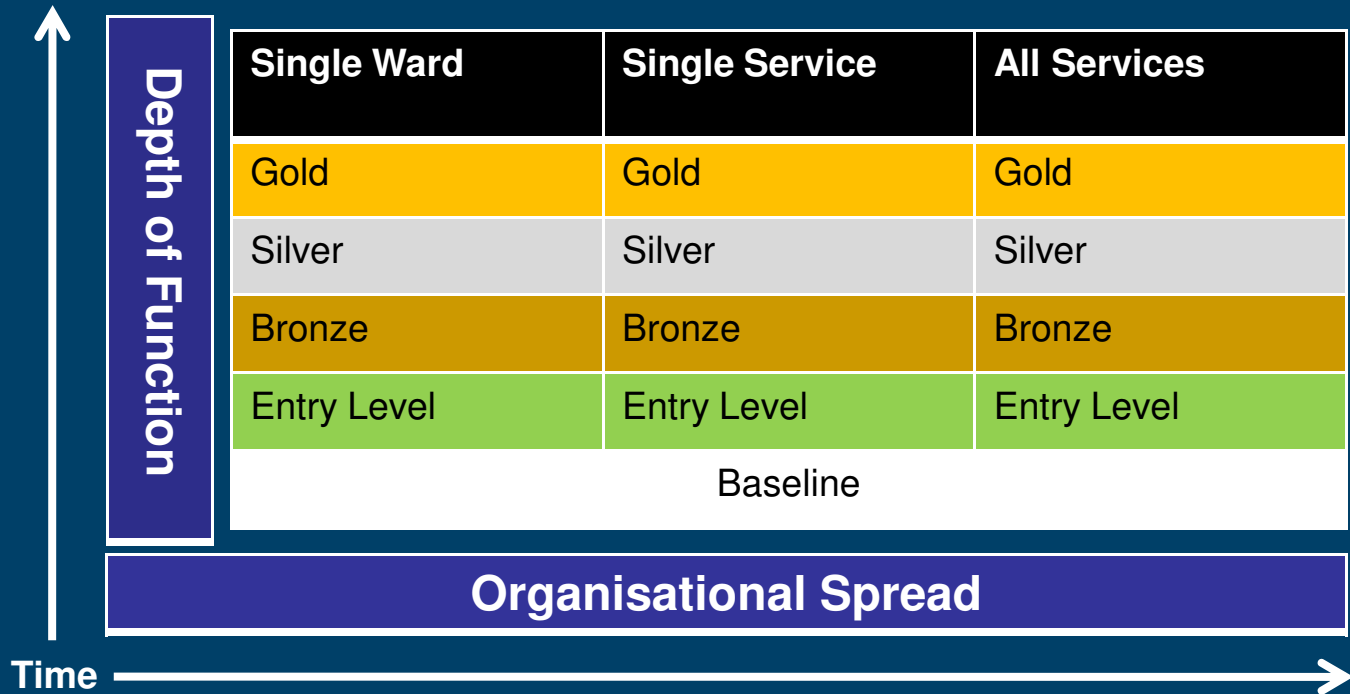 Depth of Function
Single Ward Single Service All Services
Gold Gold Gold
Silver Silver Silver
Bronze Bronze Bronze
Entry Level Entry Level Entry Level
Baseline
Organisational Spread
Time